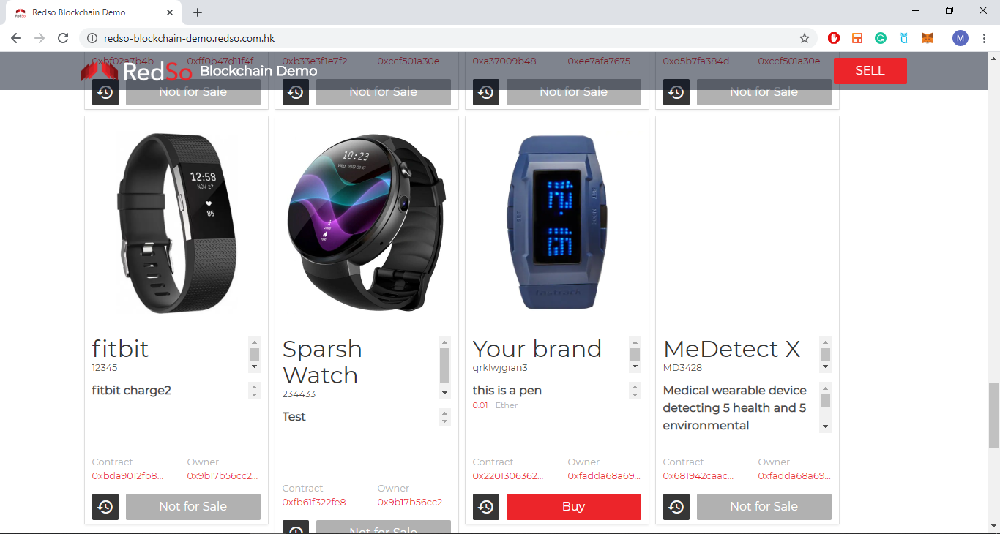 Redso Blockchain Demo
redso-blockchain-demo.redso.com.hk
M
0xbf02a7b4b... 0xff0b47d11f4f... 0xb33e3f1e7f2... 0xccf501a30e... 0xa37009b48... 0xee7afa7675... 0xd5b7fa384d... 0xccf501a30e...
RedSo Blockchain Demo
SELL
Not for Sale Not for Sale Not for Sale Not for Sale
12:58
NOV 27
86
fitbit
12345
fitbit charge2
Contract Owner
0xbda9012fb8... 0x9b17b56cc2...
Not for Sale
10:23
Sparsh
Watch
234433
Test
Contract Owner
0xfb61f322fe8... 0x9b17b56cc2...
Not for Sale
12:16
fastrack
Your brand
qrklwjgian3
this is a pen
0.01 Ether
Contract Owner
0x2201306362... 0xfadda68a69...
Buy
MeDetect X
MD3428
Medical wearable device
detecting 5 health and 5
environmental
Contract Owner
0x681942caac... 0xfadda68a69...
Not for Sale